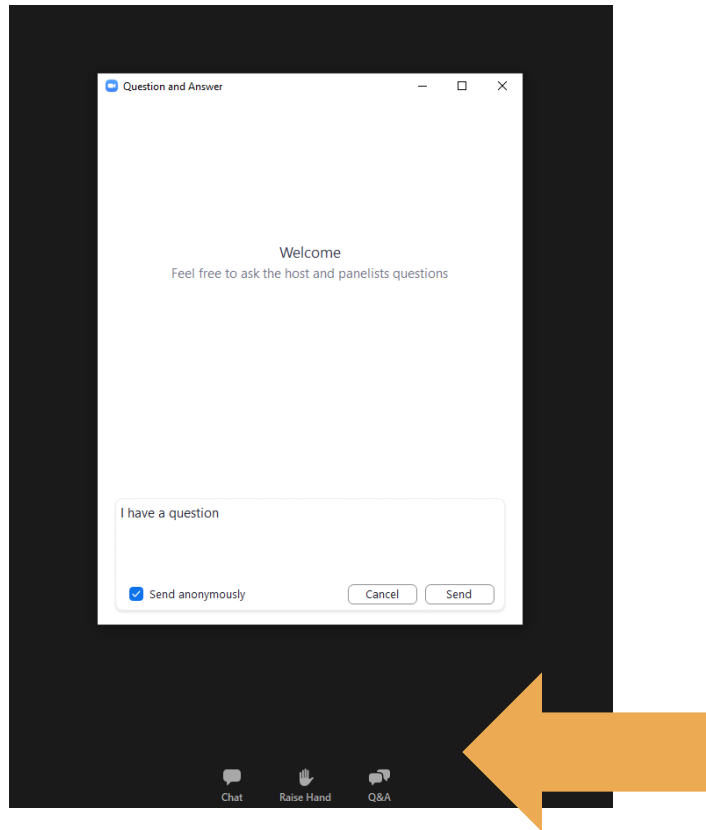 Question and Answer
Welcome
Feel free to ask the host and panelists questions
I have a question
Send anonymously Cancel Send
Chat Raise Hand Q&A